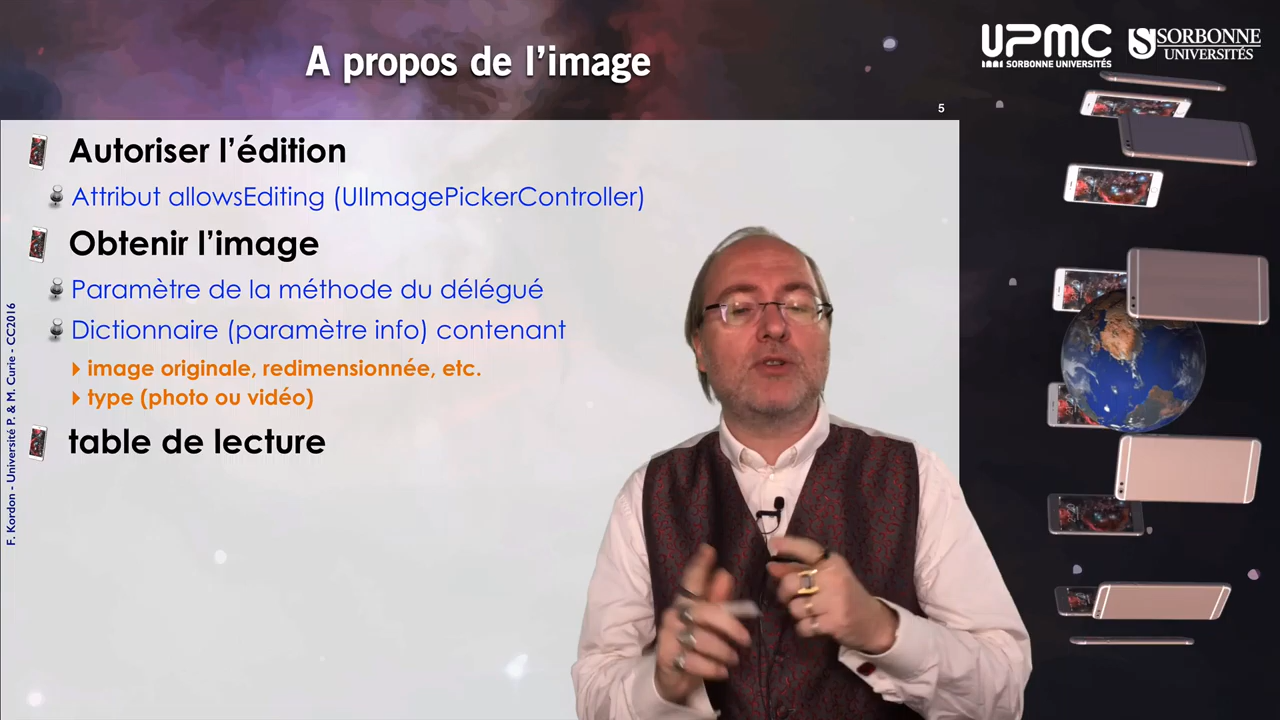 A propos de l'image
UPMC
SORBONNE UNIVERSITÉS
SORBONNE
UNIVERSITÉS
5
Autoriser l'édition
Attribut allowsEditing (UIImagePickerController)
Obtenir l'image
Paramètre de la méthode du délégué
Dictionnaire (paramètre info) contenant
image originale, redimensionnée, etc.
type (photo ou vidéo)
table de lecture
F. Kordon - Université P. & M. Curie - CC2016